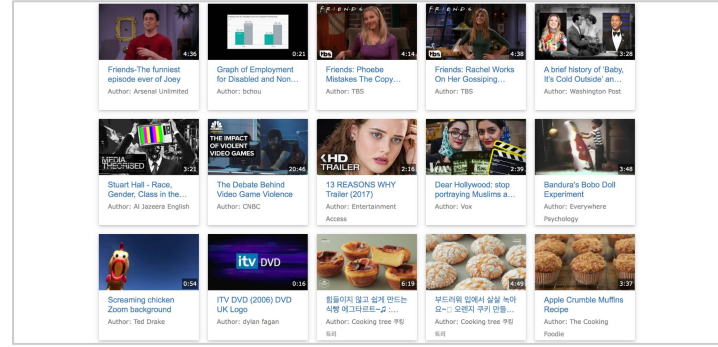 FRIENDS
FRIENDS
4:36
0:21
tbs
4:14
tbs
4:38
3:28
Friends-The funniest
episode ever of Joey
Author: Arsenal Unlimited
Graph of Employment
for Disabled and Non...
Author: bchou
Friends: Phoebe
Mistakes The Copy...
Author: TBS
Friends: Rachel Works
On Her Gossiping...
Author: TBS
A brief history of 'Baby,
It's Cold Outside' an...
Author: Washington Post
MEDIA
THEORISED
3:21
THE IMPACT
OF VIOLENT
VIDEO GAMES
20:46
HD
TRAILER
2:16
2:39
3:48
Stuart Hall - Race,
Gender, Class in the...
Author: Al Jazeera English
The Debate Behind
Video Game Violence
Author: CNBC
13 REASONS WHY
Trailer (2017)
Author: Entertainment
Access
Dear Hollywood: stop
portraying Muslims a...
Author: Vox
Bandura's Bobo Doll
Experiment
Author: Everywhere
Psychology
0:54
itv DVD
0:16
6:19
4:49
3:37
Screaming chicken
Zoom background
Author: Ted Drake
ITV DVD (2006) DVD
UK Logo
Author: dylan fagan
힘들이지 않고 쉽게 만드는
식빵 에그타르트~♫ :...
Author: Cooking tree 쿠킹
트리
부드러워 입에서 살살 녹아
요~□ 오렌지 쿠키 만들...
Author: Cooking tree 쿠킹
트리
Apple Crumble Muffins
Recipe
Author: The Cooking
Foodie